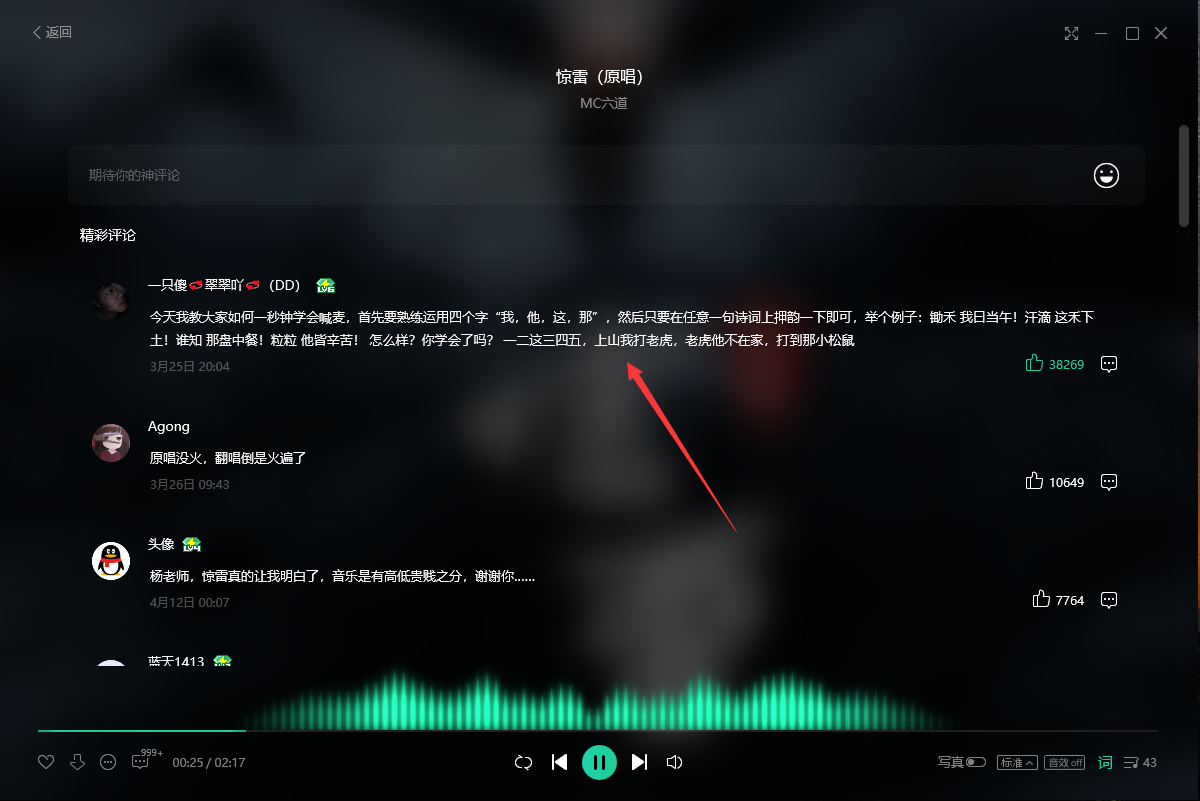 返回
惊雷（原唱）
MC六道
期待你的神评论
精彩评论
一只傻💋翠翠吖💋 (DD) LV6
今天我教大家如何一秒钟学会喊麦，首先要熟练运用四个字“我，他，这，那”，然后只要在任意一句诗词上押韵一下即可，举个例子：锄禾 我日当午！汗滴 这禾下
土！谁知 那盘中餐！粒粒 他皆辛苦！ 怎么样？你学会了吗？ 一二这三四五，上山我打老虎，老虎他不在家，打到那小松鼠
3月25日 20:04
38269
Agong
原唱没火，翻唱倒是火遍了
3月26日 09:43
10649
头像 LV4
杨老师，惊雷真的让我明白了，音乐是有高低贵贱之分，谢谢你......
4月12日 00:07
7764
蓝天1413
999+ 00:25 / 02:17 写真 标准 音效off 词 43